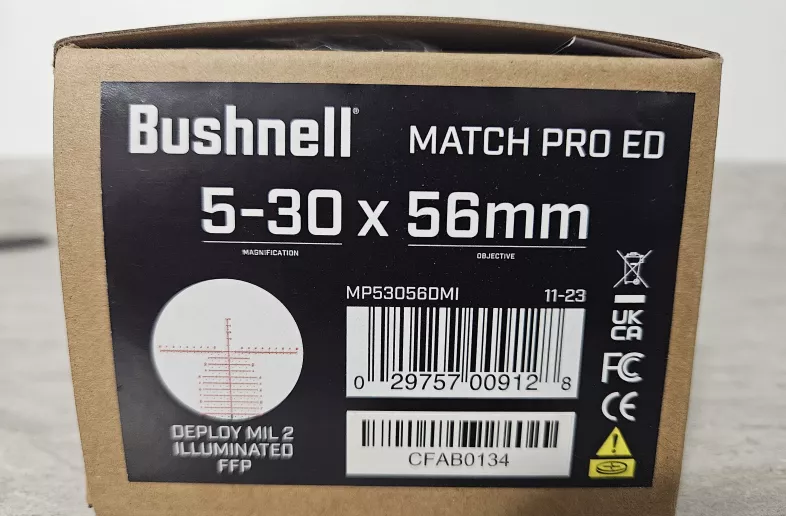 Bushnell®
MATCH PRO ED
5-30 x 56mm
MAGNIFICATION
OBJECTIVE
MP53056DMI 11-23
0 29757 00912 8
DEPLOY MIL 2
ILLUMINATED
FFP
CFAB0134
UK
CA
FC
CE